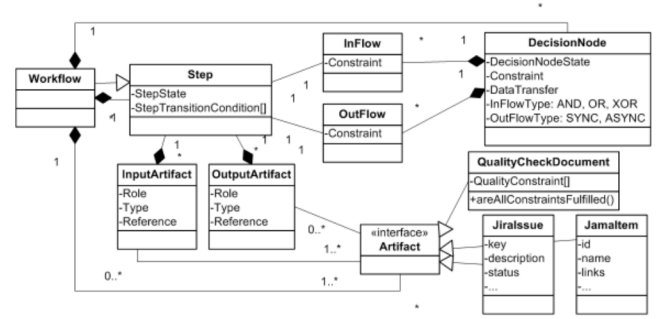 *
1
InFlow
-Constraint
*
1
1
DecisionNode
-DecisionNodeState
-Constraint
-DataTransfer
-InFlowType: AND, OR, XOR
-OutFlowType: SYNC, ASYNC
Workflow
Step
-StepState
-StepTransitionCondition[]
1
1
*
1
OutFlow
-Constraint
*
1
1
*
1
*
1
1
1
InputArtifact
-Role
-Type
-Reference
OutputArtifact
-Role
-Type
-Reference
QualityCheckDocument
-QualityConstraint[]
+areAllConstraintsFulfilled()
0..*
1..*
«interface»
Artifact
JiraIssue
-key
-description
-status
-...
JamaItem
-id
-name
-links
-...
0..*
1..*
*